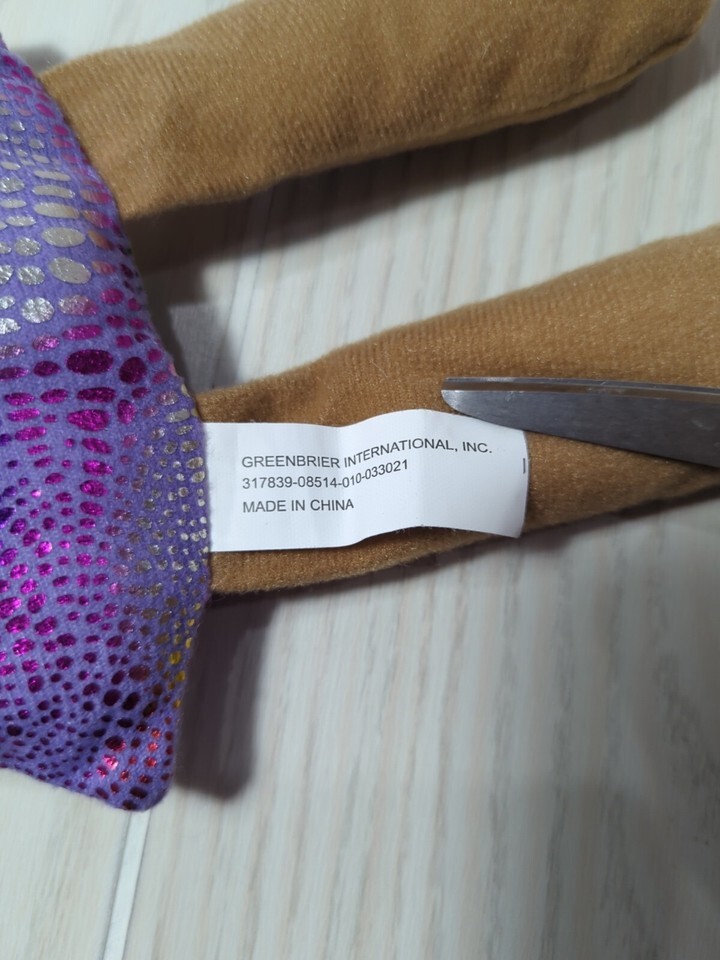 GREENBRIER INTERNATIONAL, INC.
317839-08514-010-033021
MADE IN CHINA